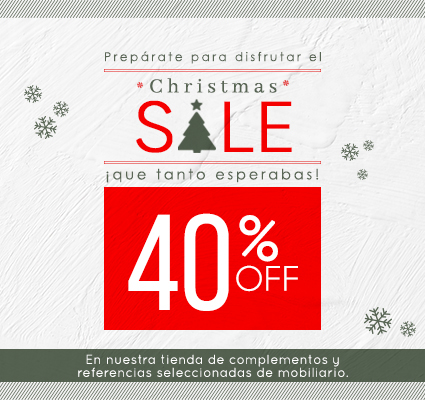 Prepárate para disfrutar el
*Christmas*
SALE
¡que tanto esperabas!
40%
OFF
En nuestra tienda de complementos y
referencias seleccionadas de mobiliario.